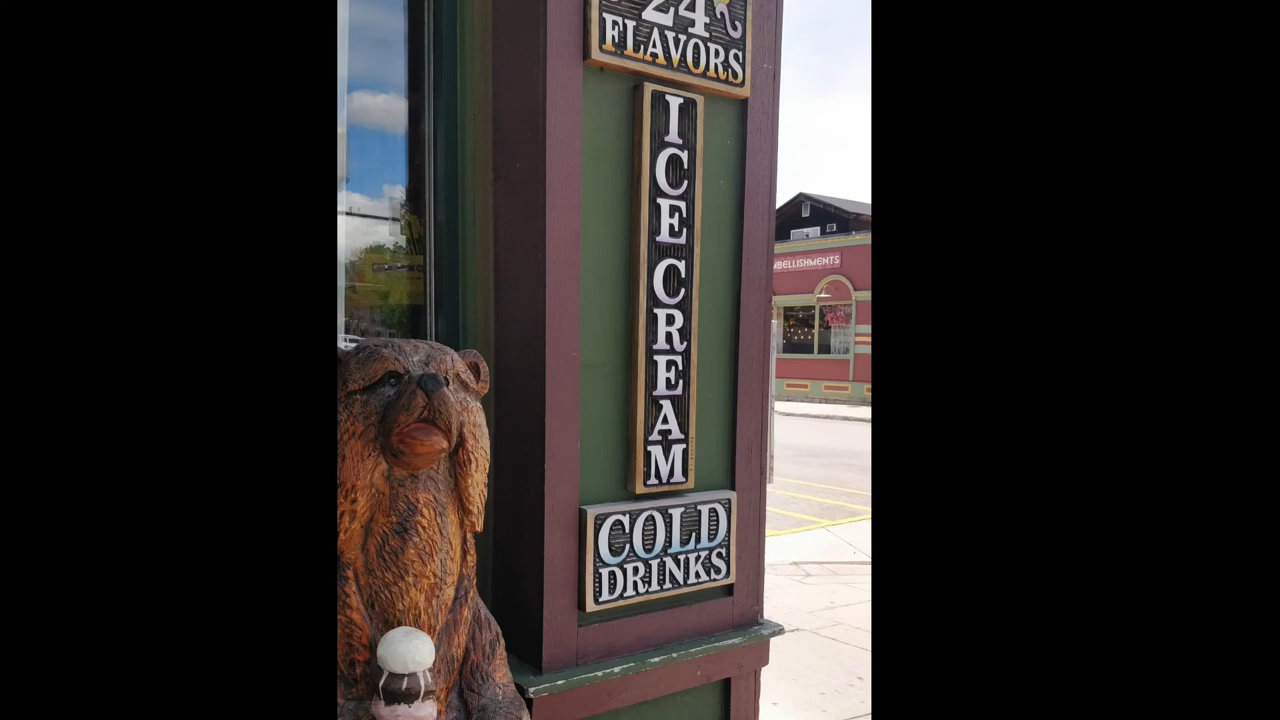 24
FLAVORS
ICE CREAM
COLD
DRINKS
MBELLISHMENTS